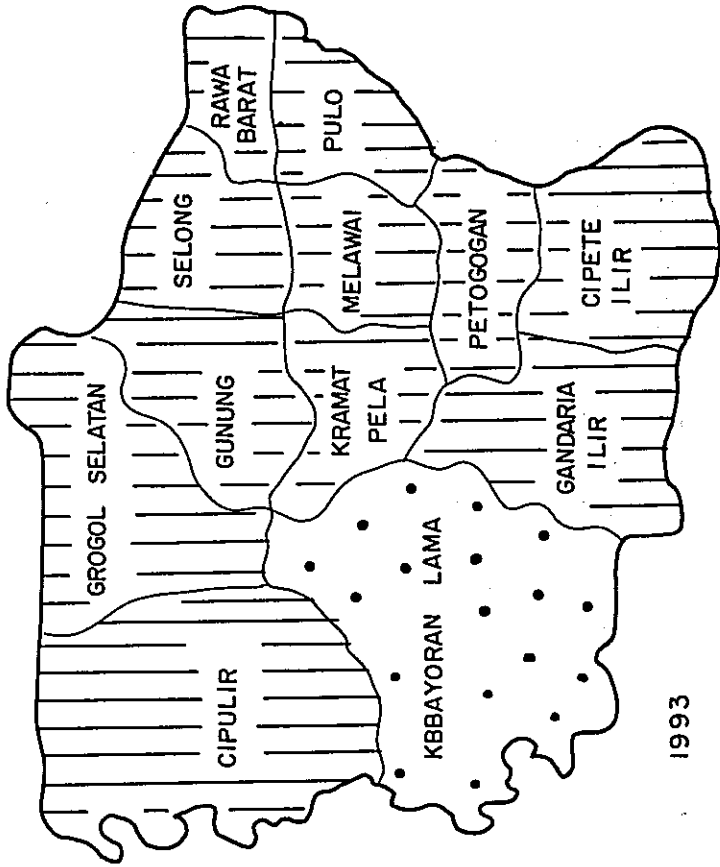 RAWA
BARAT
PULO
SELONG
MELAWAI
PETOGOGAN
CIPETE
ILIR
GROGOL SELATAN
GUNUNG
KRAMAT
PELA
GANDARIA
ILIR
CIPULIR
KBBAYORAN LAMA
1993